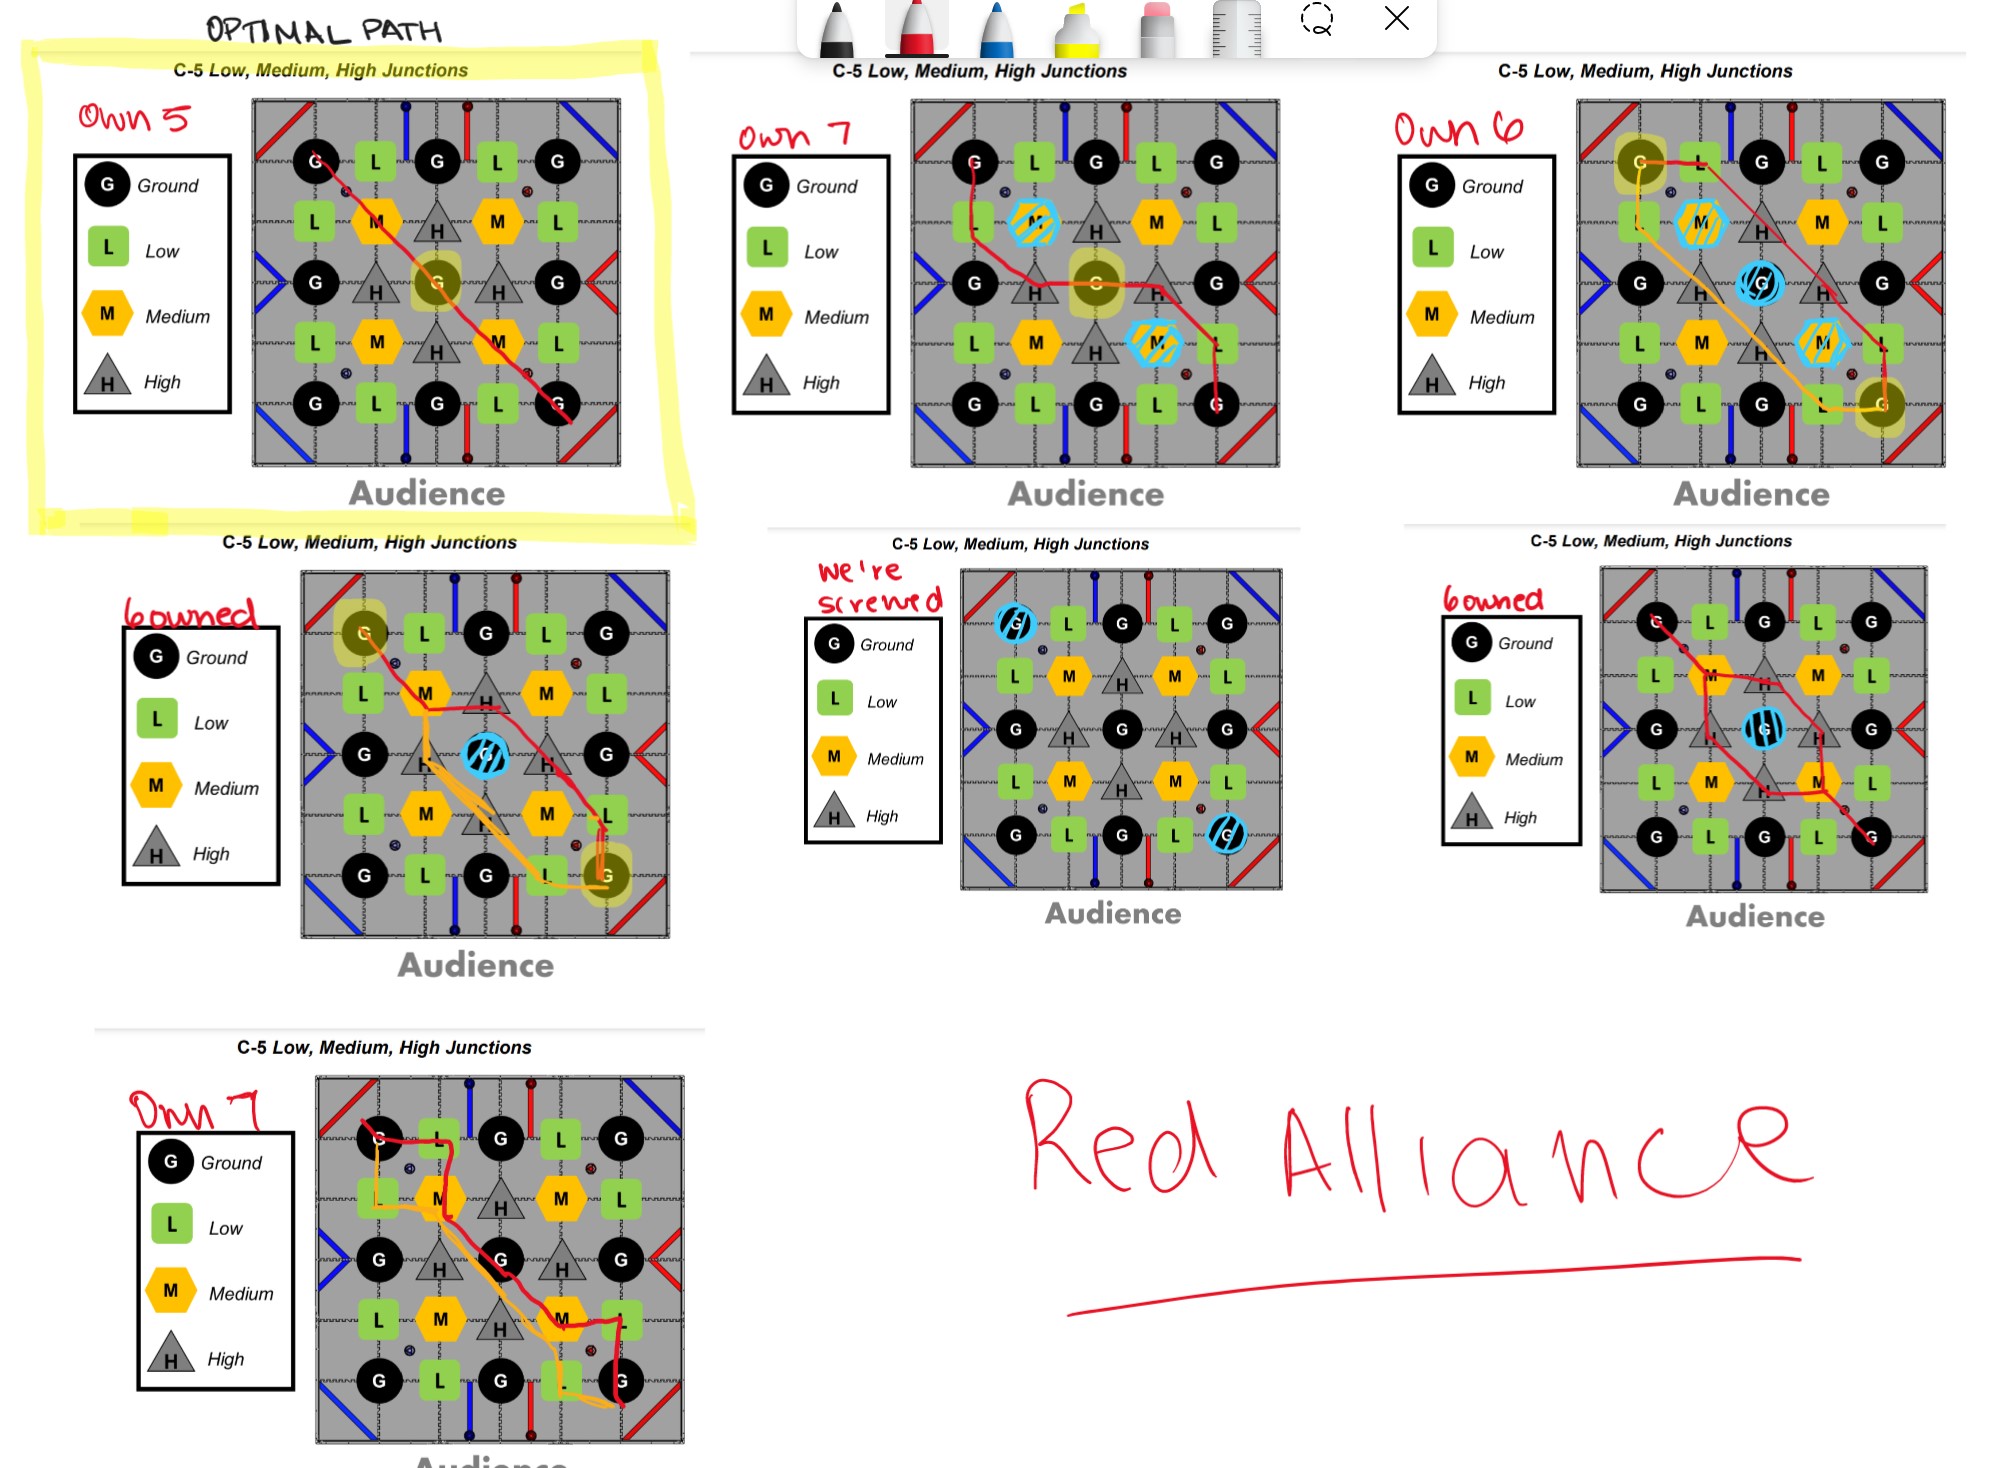 OPTIMAL PATH
C-5 Low, Medium, High Junctions
Own 5
G Ground
L Low
M Medium
H High
G L G L G
L M H M L
G H G H G
L M H M L
G L G L G
Audience
C-5 Low, Medium, High Junctions
Own 7
G Ground
L Low
M Medium
H High
G L G L G
L M H M L
G H G H G
L M H M L
G L G L G
Audience
C-5 Low, Medium, High Junctions
Own 6
G Ground
L Low
M Medium
H High
G L G L G
L M H M L
G H G H G
L M H M L
G L G L G
Audience
C-5 Low, Medium, High Junctions
6 owned
G Ground
L Low
M Medium
H High
G L G L G
L M H M L
G H G H G
L M H M L
G L G L G
Audience
C-5 Low, Medium, High Junctions
we're
screwed
G Ground
L Low
M Medium
H High
G L G L G
L M H M L
G H G H G
L M H M L
G L G L G
Audience
C-5 Low, Medium, High Junctions
6 owned
G Ground
L Low
M Medium
H High
G L G L G
L M H M L
G H G H G
L M H M L
G L G L G
Audience
C-5 Low, Medium, High Junctions
Own 7
G Ground
L Low
M Medium
H High
G L G L G
L M H M L
G H G H G
L M H M L
G L G L G
Audience
Red Alliance